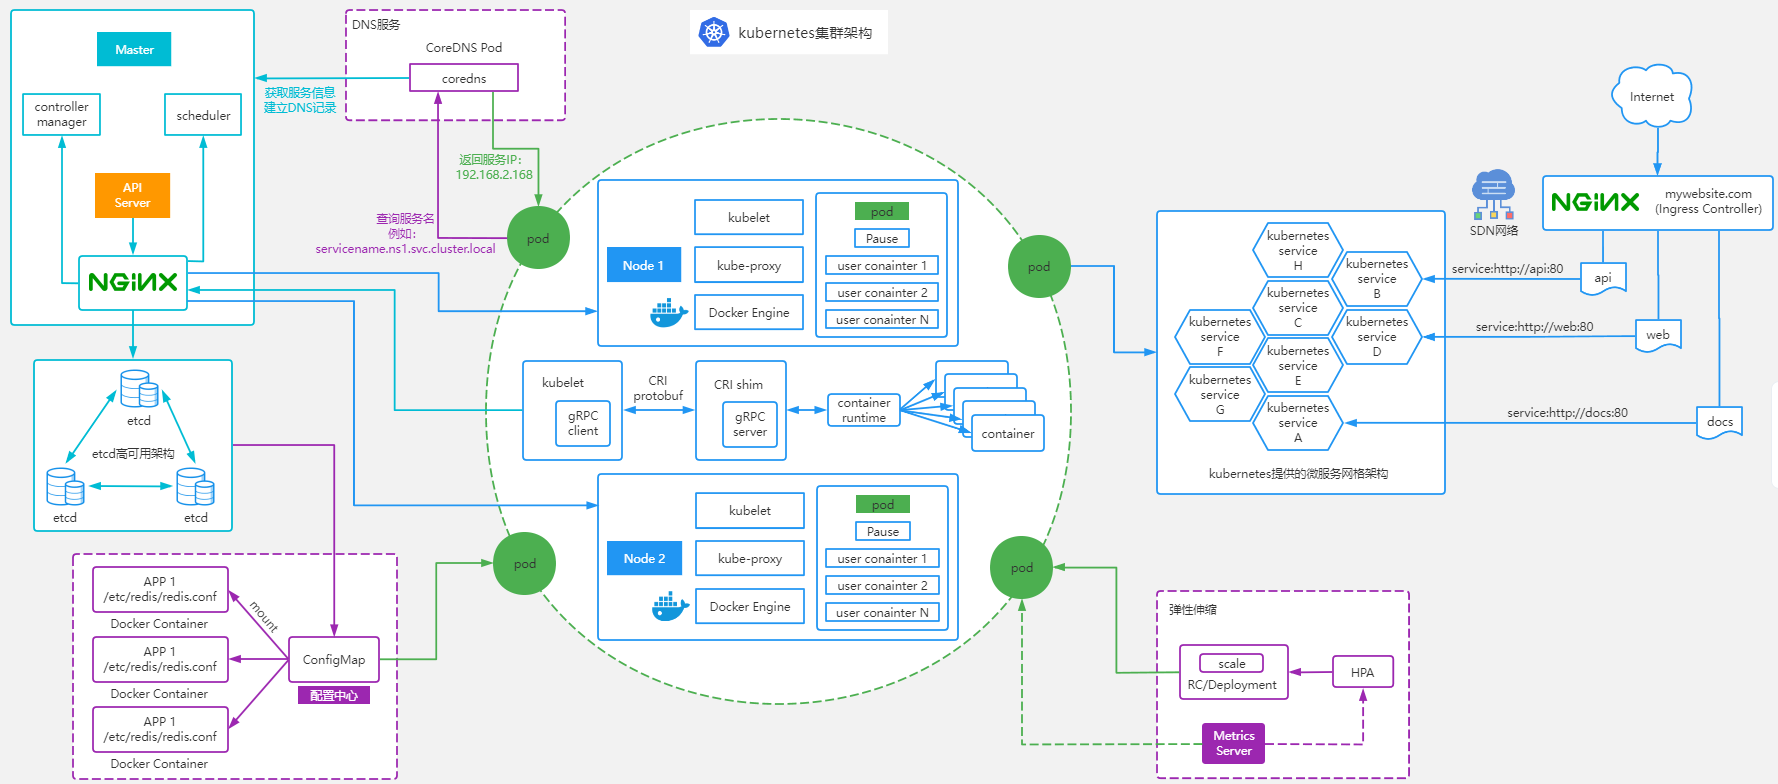 kubernetes集群架构
Master
controller
manager
scheduler
API
Server
NGINX
etcd
etcd高可用架构
etcd
etcd
DNS服务
CoreDNS Pod
coredns
获取服务信息
建立DNS记录
返回服务IP：
192.168.2.168
查询服务名
例如：
servicename.ns1.svc.cluster.local
pod
pod
pod
pod
Node 1
kubelet
kube-proxy
Docker Engine
pod
Pause
user conainter 1
user conainter 2
user conainter N
kubelet
gRPC
client
CRI
protobuf
CRI shim
gRPC
server
container
runtime
container
Node 2
kubelet
kube-proxy
Docker Engine
pod
Pause
user conainter 1
user conainter 2
user conainter N
APP 1
/etc/redis/redis.conf
Docker Container
APP 1
/etc/redis/redis.conf
Docker Container
APP 1
/etc/redis/redis.conf
Docker Container
mount
ConfigMap
配置中心
Internet
SDN网络
NGINX
mywebsite.com
(Ingress Controller)
kubernetes
service
H
kubernetes
service
B
kubernetes
service
C
kubernetes
service
F
kubernetes
service
D
kubernetes
service
E
kubernetes
service
G
kubernetes
service
A
kubernetes提供的微服务网格架构
service:http://api:80
api
service:http://web:80
web
service:http://docs:80
docs
弹性伸缩
scale
RC/Deployment
HPA
Metrics
Server